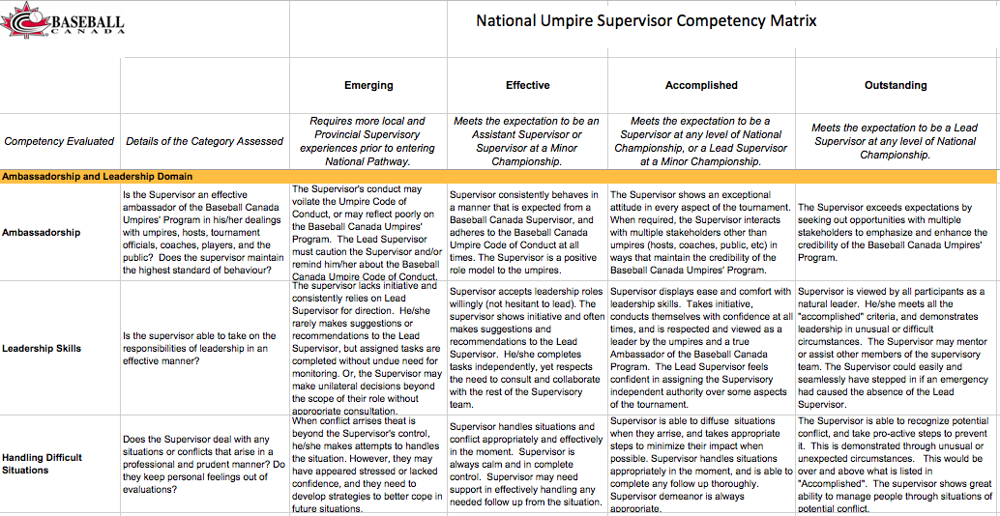 BASEBALL
CANADA
National Umpire Supervisor Competency Matrix
Emerging
Effective
Accomplished
Outstanding
Competency Evaluated
Details of the Category Assessed
Requires more local and
Provincial Supervisory
experiences prior to entering
National Pathway.
Meets the expectation to be an
Assistant Supervisor or
Supervisor at a Minor
Championship.
Meets the expectation to be a
Supervisor at any level of National
Championship, or a Lead Supervisor
at a Minor Championship.
Meets the expectation to be a Lead
Supervisor at any level of National
Championship.
Ambassadorship and Leadership Domain
Ambassadorship
Is the Supervisor an effective
ambassador of the Baseball Canada
Umpires' Program in his/her dealings
with umpires, hosts, tournament
officials, coaches, players, and the
public? Does the supervisor maintain
the highest standard of behaviour?
The Supervisor's conduct may
voilate the Umpire Code of
Conduct, or may reflect poorly on
the Baseball Canada Umpires'
Program. The Lead Supervisor
must caution the Supervisor and/or
remind him/her about the Baseball
Canada Umpire Code of Conduct.
Supervisor consistently behaves in
a manner that is expected from a
Baseball Canada Supervisor, and
adheres to the Baseball Canada
Umpire Code of Conduct at all
times. The Supervisor is a positive
role model to the umpires.
The Supervisor shows an exceptional
attitude in every aspect of the tournament.
When required, the Supervisor interacts
with multiple stakeholders other than
umpires (hosts, coaches, public, etc) in
ways that maintain the credibility of the
Baseball Canada Umpires' Program.
The Supervisor exceeds expectations by
seeking out opportunities with multiple
stakeholders to emphasize and enhance the
credibility of the Baseball Canada Umpires'
Program.
Leadership Skills
Is the supervisor able to take on the
responsibilities of leadership in an
effective manner?
The supervisor lacks initiative and
consistently relies on Lead
Supervisor for direction. He/she
rarely makes suggestions or
recommendations to the Lead
Supervisor, but assigned tasks are
completed without undue need for
monitoring. Or, the Supervisor may
make unilateral decisions beyond
the scope of their role without
appropriate consultation.
Supervisor accepts leadership roles
willingly (not hesitant to lead). The
supervisor shows initiative and often
makes suggestions and
recommendations to the Lead
Supervisor. He/she completes
tasks independently, yet respects
the need to consult and collaborate
with the rest of the Supervisory
team.
Supervisor displays ease and comfort with
leadership skills. Takes initiative,
conducts themselves with confidence at all
times, and is respected and viewed as a
leader by the umpires and a true
Ambassador of the Baseball Canada
Program. The Lead Supervisor feels
confident in assigning the Supervisory
independent authority over some aspects
of the tournament.
Supervisor is viewed by all participants as a
natural leader. He/she meets all the
"accomplished" criteria, and demonstrates
leadership in unusual or difficult
circumstances. The Supervisor may mentor
or assist other members of the supervisory
team. The Supervisor could easily and
seamlessly have stepped in if an emergency
had caused the absence of the Lead
Supervisor.
Handling Difficult
Situations
Does the Supervisor deal with any
situations or conflicts that arise in a
professional and prudent manner? Do
they keep personal feelings out of
evaluations?
When conflict arises theat is
beyond the Supervisor's control,
he/she makes attempts to handles
the situation. However, they may
have appeared stressed or lacked
confidence, and they need to
develop strategies to better cope in
future situations.
Supervisor handles situations and
conflict appropriately and effectively
in the moment. Supervisor is
always calm and in complete
control. Supervisor may need
support in effectively handling any
needed follow up from the situation.
Supervisor is able to diffuse situations
when they arise, and takes appropriate
steps to minimize their impact when
possible. Supervisor handles situations
appropriately in the moment, and is able to
complete any follow up thoroughly.
Supervisor demeanor is always
appropriate.
The Supervisor is able to recognize potential
conflict, and take pro-active steps to prevent
it. This is demonstrated through unusual or
unexpected circumstances. This would be
over and above what is listed in
"Accomplished". The supervisor shows great
ability to manage people through situations of
potential conflict.